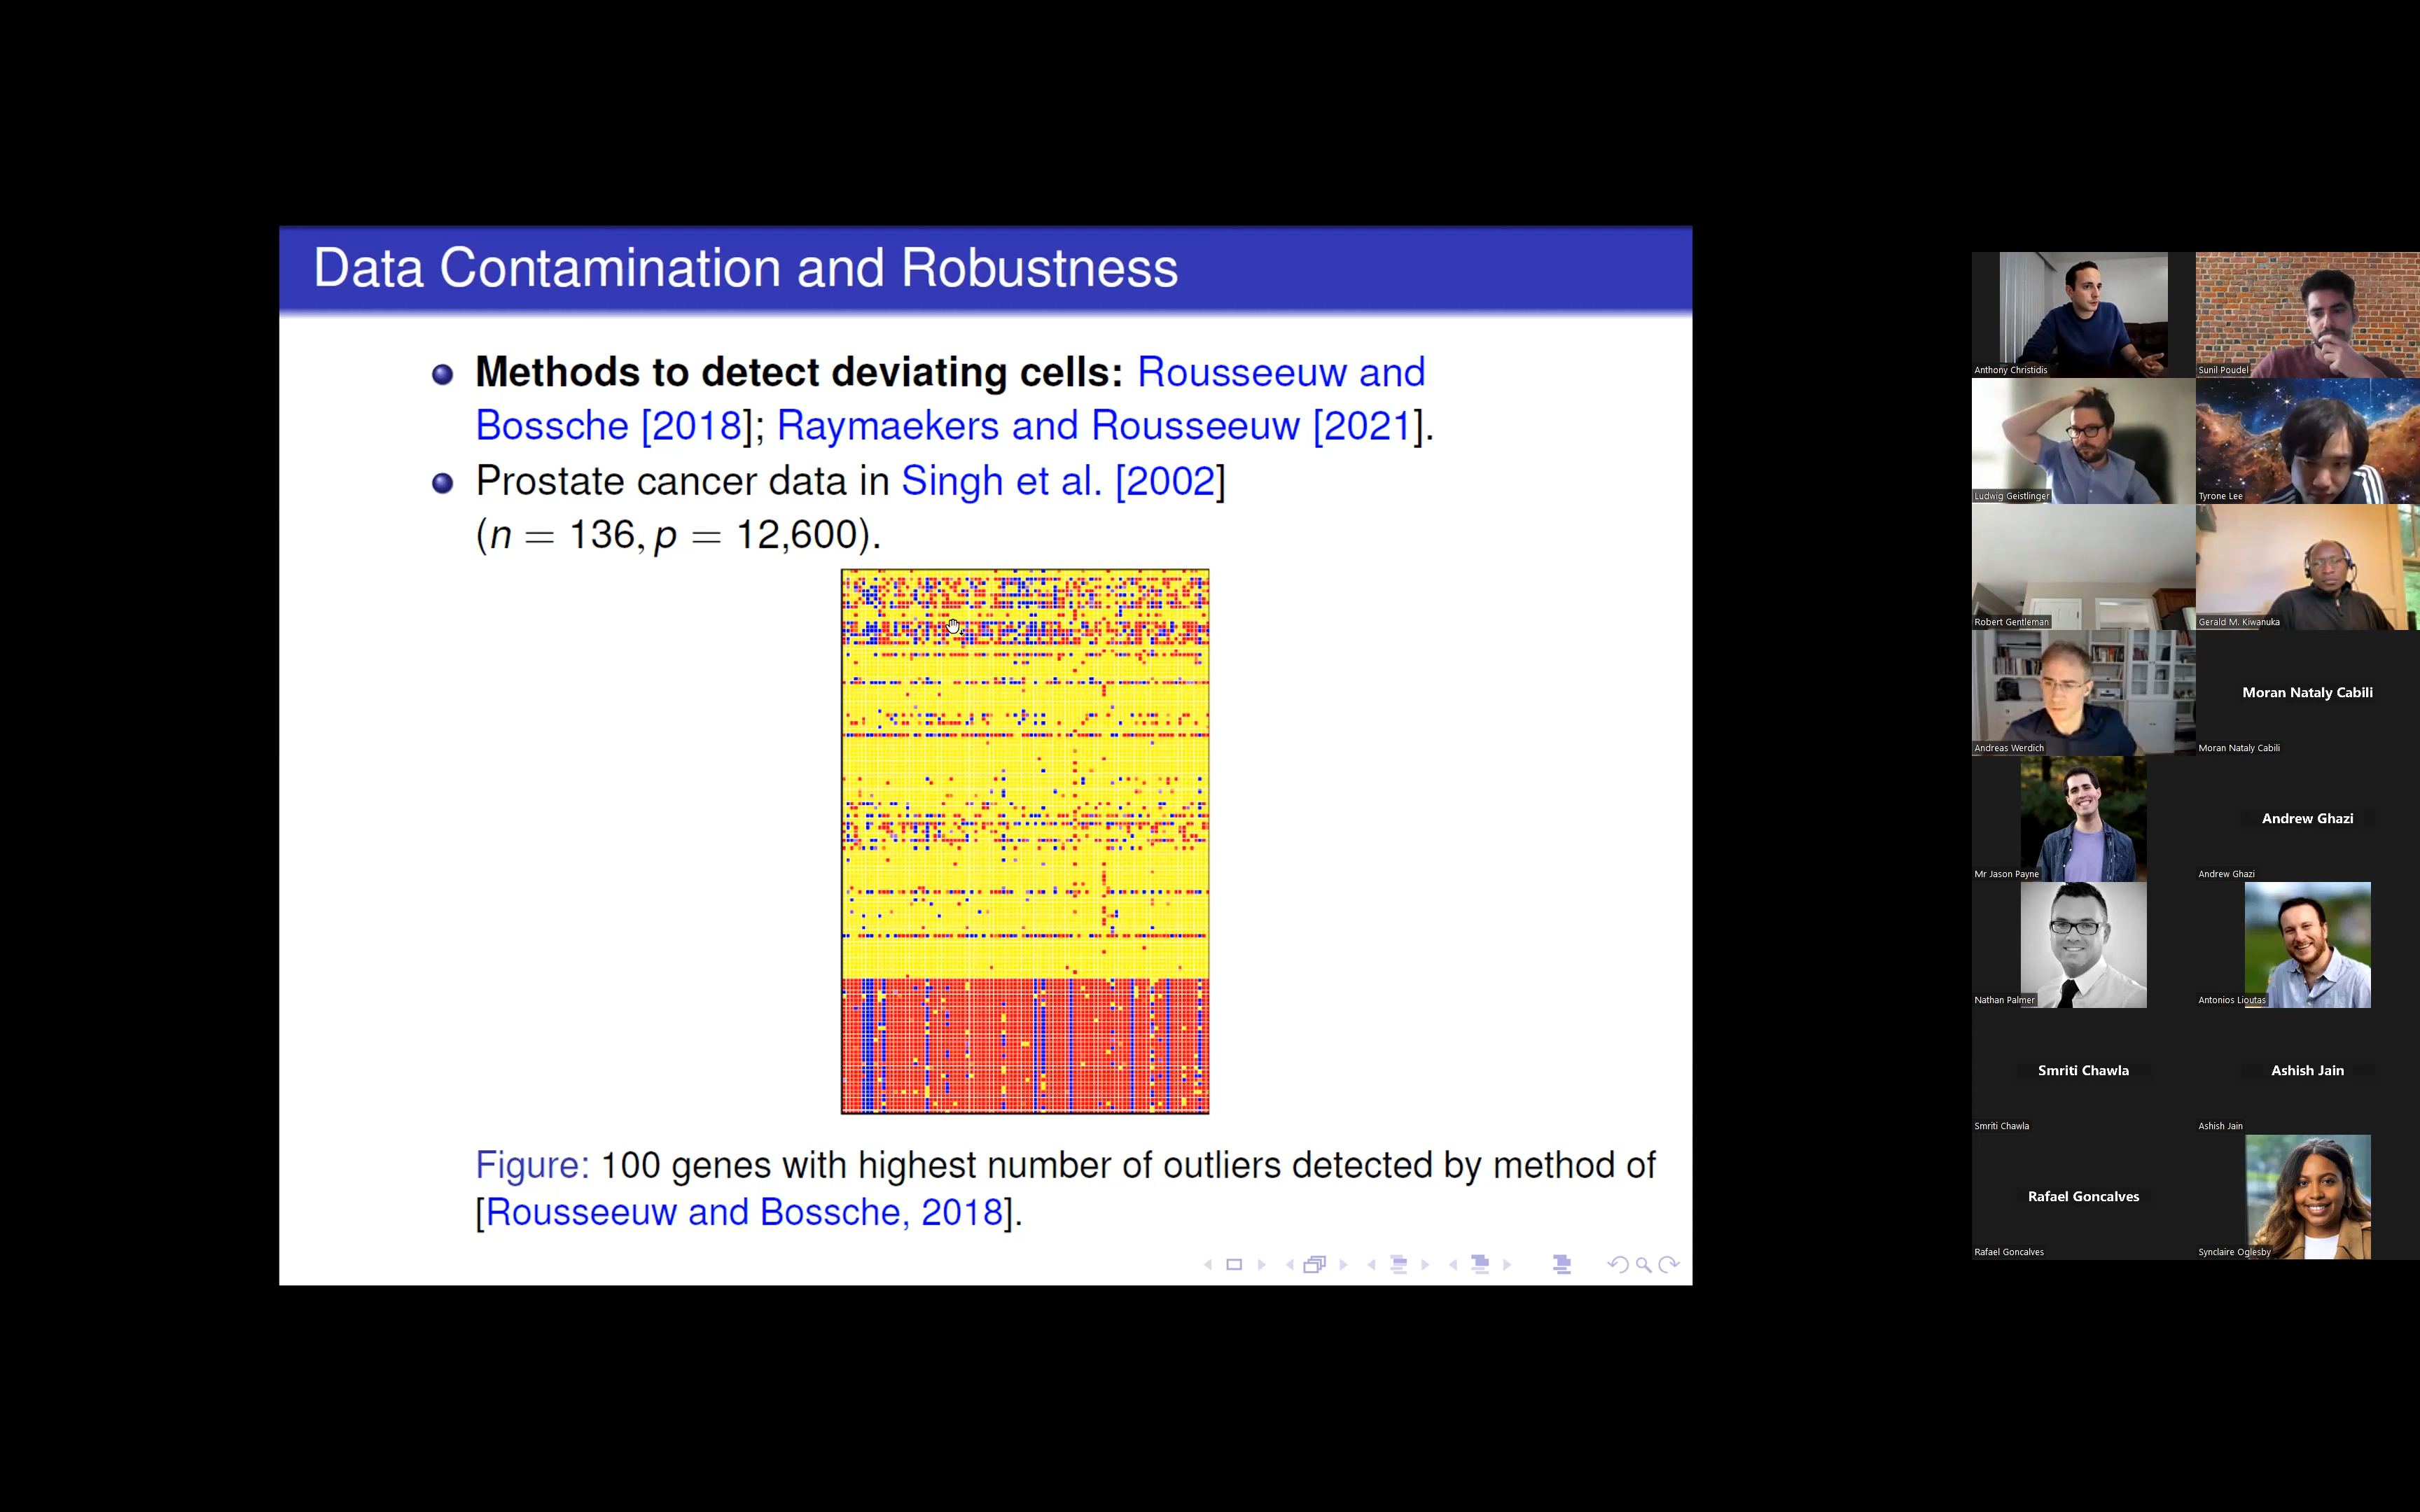 Data Contamination and Robustness
Methods to detect deviating cells: Rousseeuw and
Bossche [2018]; Raymaekers and Rousseeuw [2021].
Prostate cancer data in Singh et al. [2002]
(n = 136, p = 12,600).
Figure: 100 genes with highest number of outliers detected by method of
[Rousseeuw and Bossche, 2018].
Anthony Christidis
Sunil Poudel
Ludwig Geistlinger
Tyrone Lee
Robert Gentleman
Gerald M. Kiwanuka
Andreas Werdich
Moran Nataly Cabili
Moran Nataly Cabili
Mr Jason Payne
Andrew Ghazi
Andrew Ghazi
Nathan Palmer
Antonios Lioutas
Smriti Chawla
Smriti Chawla
Ashish Jain
Ashish Jain
Rafael Goncalves
Rafael Goncalves
Synclaire Oglesby